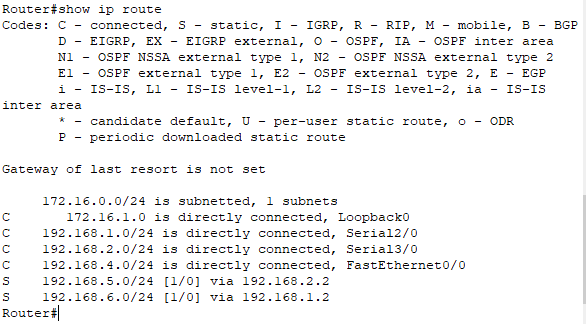 Router#show ip route
Codes: C - connected, S - static, I - IGRP, R - RIP, M - mobile, B - BGP
       D - EIGRP, EX - EIGRP external, O - OSPF, IA - OSPF inter area
       N1 - OSPF NSSA external type 1, N2 - OSPF NSSA external type 2
       E1 - OSPF external type 1, E2 - OSPF external type 2, E - EGP
       i - IS-IS, L1 - IS-IS level-1, L2 - IS-IS level-2, ia - IS-IS
inter area
       * - candidate default, U - per-user static route, o - ODR
       P - periodic downloaded static route
Gateway of last resort is not set
     172.16.0.0/24 is subnetted, 1 subnets
C       172.16.1.0 is directly connected, Loopback0
C    192.168.1.0/24 is directly connected, Serial2/0
C    192.168.2.0/24 is directly connected, Serial3/0
C    192.168.4.0/24 is directly connected, FastEthernet0/0
S    192.168.5.0/24 [1/0] via 192.168.2.2
S    192.168.6.0/24 [1/0] via 192.168.1.2
Router#